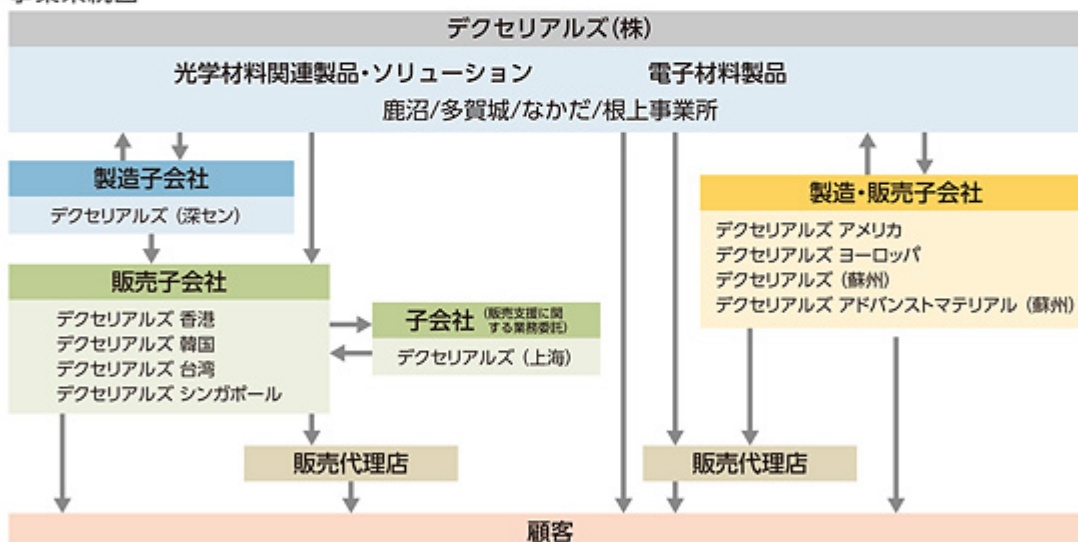 デクセリアルズ(株)
光学材料関連製品・ソリューション 電子材料製品
鹿沼/多賀城/なかだ/根上事業所
製造子会社
デクセリアルズ (深セン)
販売子会社
デクセリアルズ 香港
デクセリアルズ 韓国
デクセリアルズ 台湾
デクセリアルズ シンガポール
子会社 (販売支援に関
する業務委託)
デクセリアルズ (上海)
製造・販売子会社
デクセリアルズ アメリカ
デクセリアルズ ヨーロッパ
デクセリアルズ (蘇州)
デクセリアルズ アドバンストマテリアル (蘇州)
販売代理店
販売代理店
顧客